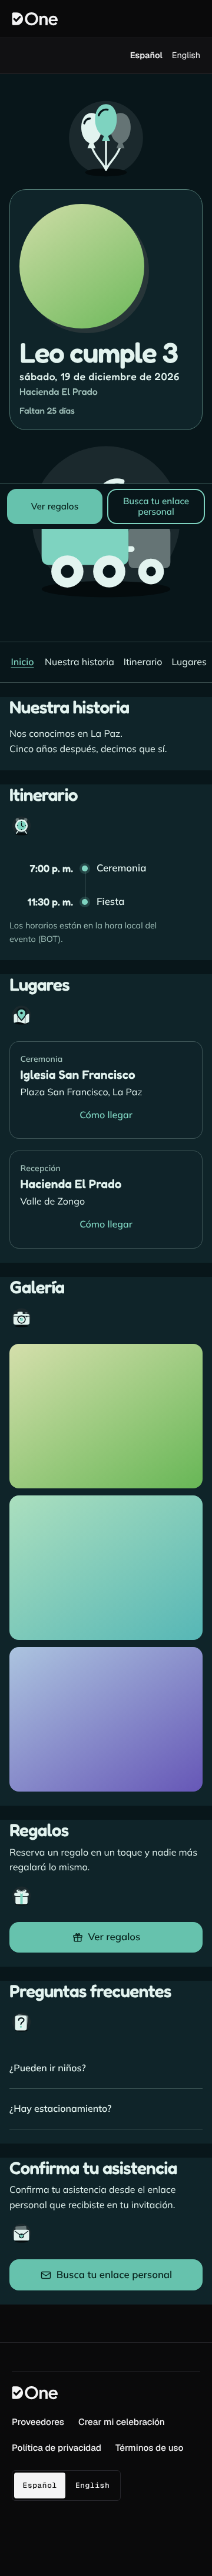 One
Español English
Leo cumple 3
sábado, 19 de diciembre de 2026
Hacienda El Prado
Faltan 25 días
Ver regalos
Busca tu enlace
personal
Inicio Nuestra historia Itinerario Lugares
Nuestra historia
Nos conocimos en La Paz.
Cinco años después, decimos que sí.
Itinerario
7:00 p. m. Ceremonia
11:30 p. m. Fiesta
Los horarios están en la hora local del
evento (BOT).
Lugares
Ceremonia
Iglesia San Francisco
Plaza San Francisco, La Paz
Cómo llegar
Recepción
Hacienda El Prado
Valle de Zongo
Cómo llegar
Galería
Regalos
Reserva un regalo en un toque y nadie más
regalará lo mismo.
Ver regalos
Preguntas frecuentes
¿Pueden ir niños?
¿Hay estacionamiento?
Confirma tu asistencia
Confirma tu asistencia desde el enlace
personal que recibiste en tu invitación.
Busca tu enlace personal
One
Proveedores Crear mi celebración
Política de privacidad Términos de uso
Español English